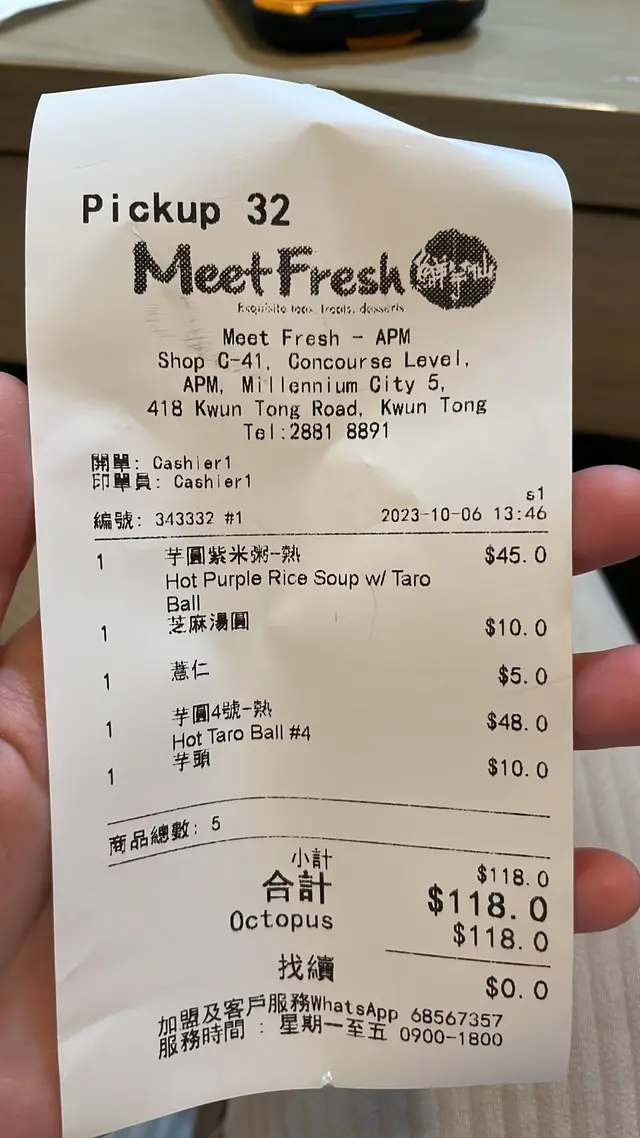 Pickup 32
Meet Fresh 鮮芋仙
Meet Fresh - APM
Shop C-41, Concourse Level,
APM, Millennium City 5,
418 Kwun Tong Road, Kwun Tong
Tel:2881 8891
開單: Cashier1
印單員: Cashier1
s1
編號: 343332 #1 2023-10-06 13:46
1 芋圓紫米粥-熱 $45.0
Hot Purple Rice Soup w/ Taro
Ball
1 芝麻湯圓 $10.0
1 薏仁 $5.0
1 芋圓4號-熱 $48.0
Hot Taro Ball #4
1 芋頭 $10.0
商品總數: 5
小計 $118.0
合計 $118.0
Octopus $118.0
找續 $0.0
加盟及客戶服務WhatsApp 68567357
服務時間 : 星期一至五 0900-1800